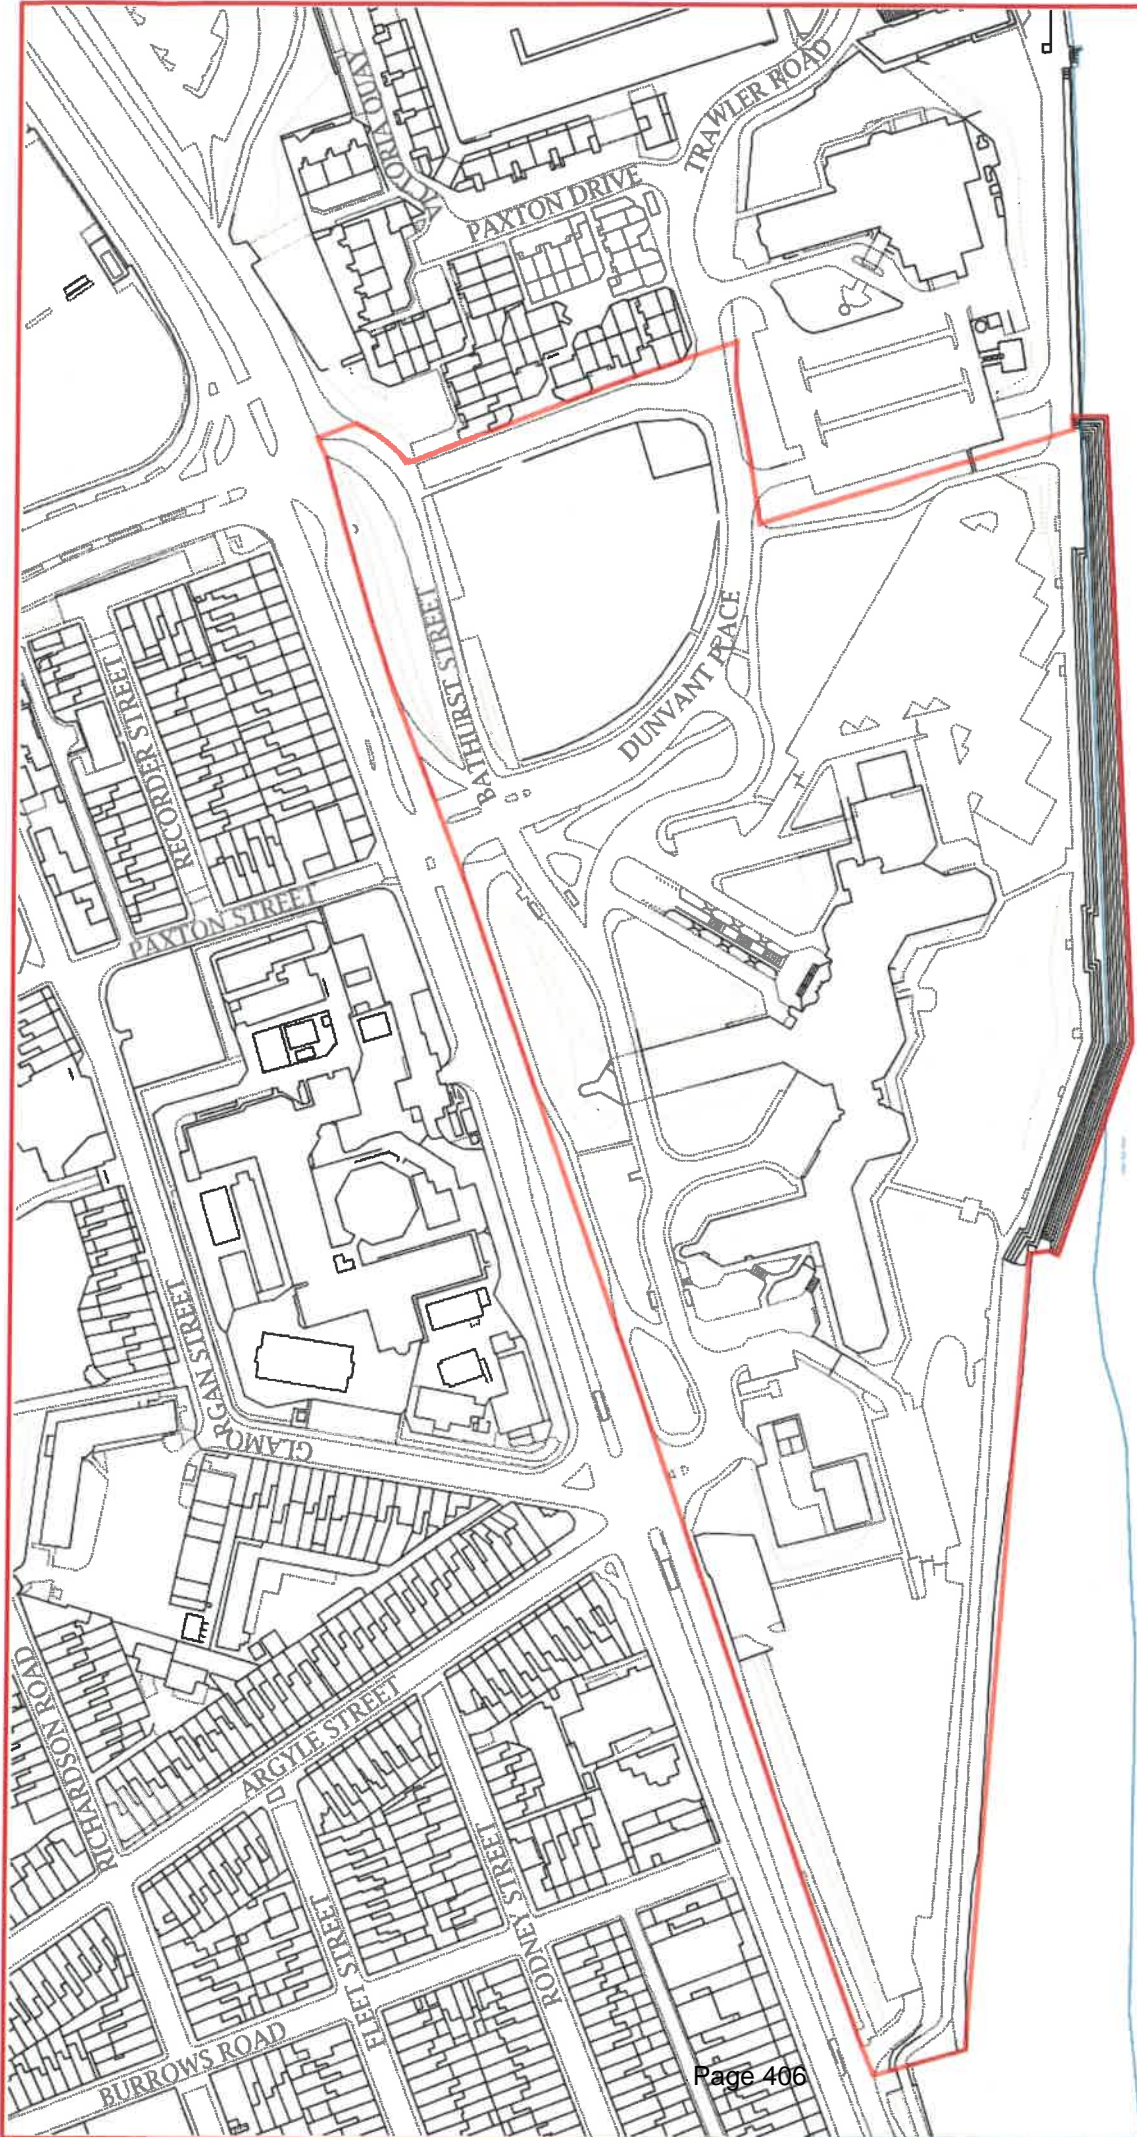 VICTORIA QUAY
TRAWLER ROAD
PAXTON DRIVE
BATHURST STREET
DUNVANT PLACE
RECORDER STREET
PAXTON STREET
GLAMORGAN STREET
RICHARDSON ROAD
ARGYLE STREET
RODNEY STREET
FLEET STREET
BURROWS ROAD
Page 406